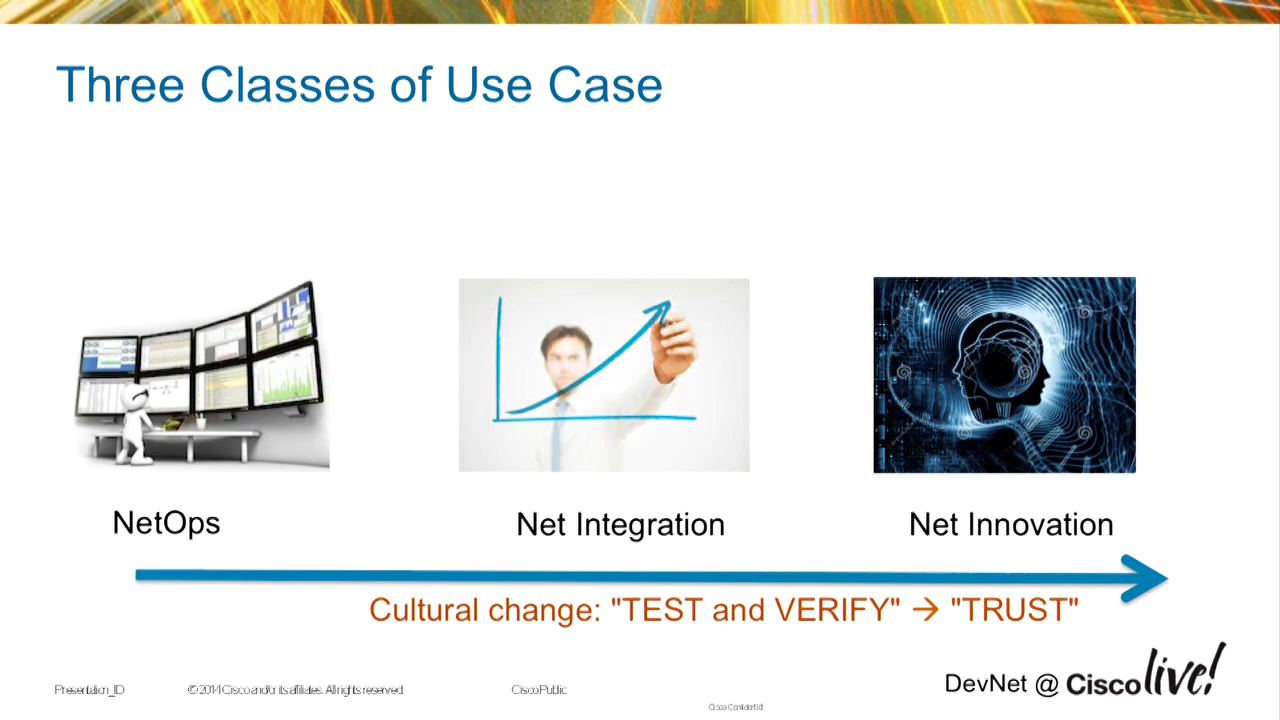 Three Classes of Use Case
NetOps
Net Integration
Net Innovation
Cultural change: "TEST and VERIFY" → "TRUST"
Presentation_ID
© 2014 Cisco and/or its affiliates. All rights reserved.
Cisco Public
Cisco Confidential
DevNet @ Cisco live!